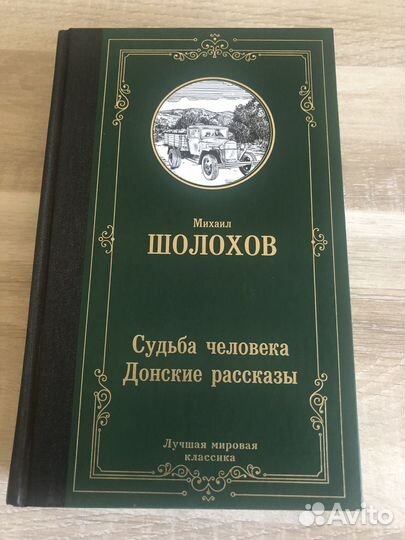 Михаил
ШОЛОХОВ
Судьба человека
Донские рассказы
Лучшая мировая
классика
Avito